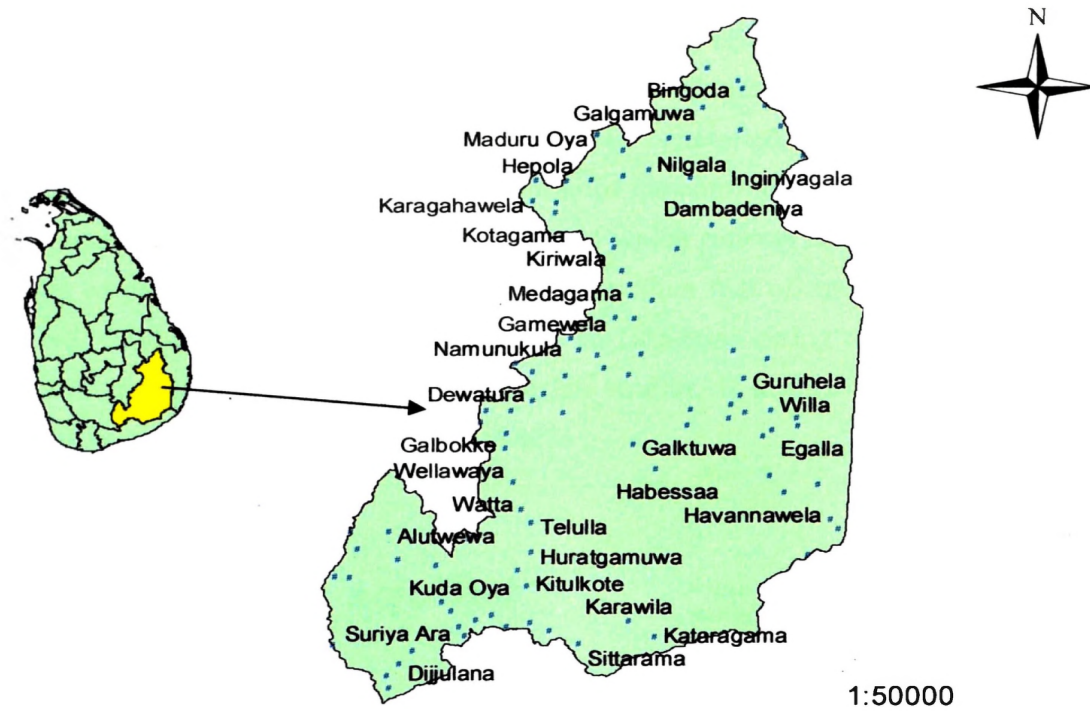 N
Bingoda
Galgamuwa
Maduru Oya
Hepola
Nilgala
Inginiyagala
Karagahawela
Dambadeniya
Kotagama
Kiriwala
Medagama
Gamewela
Namunukula
Guruhela
Dewatura
Willa
Galbokke
Galktuwa
Egalla
Wellawaya
Habessaa
Watta
Havannawela
Telulla
Alutwewa
Huratgamuwa
Kuda Oya
Kitulkote
Karawila
Suriya Ara
Kataragama
Sittarama
Dijjulana
1:50000